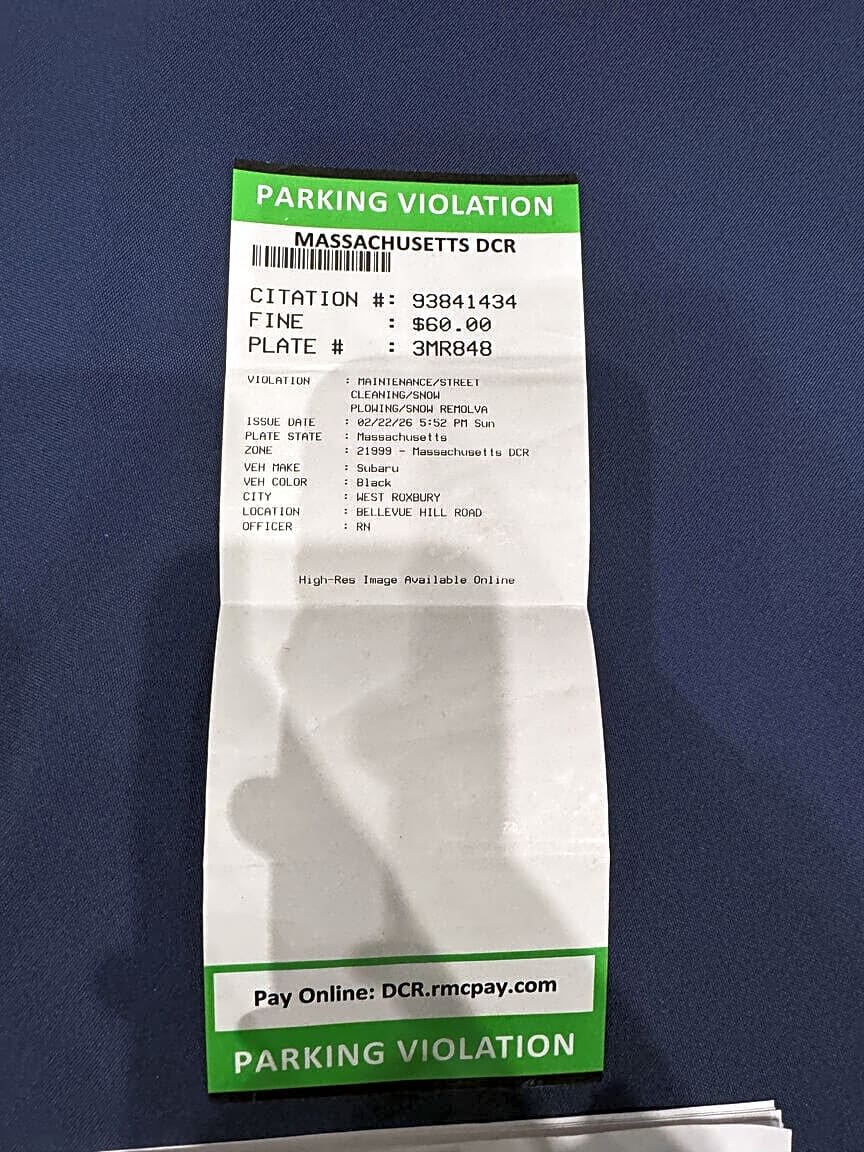 PARKING VIOLATION
MASSACHUSETTS DCR
CITATION #: 93841434
FINE : $60.00
PLATE # : 3MR848
VIOLATION : MAINTENANCE/STREET
CLEANING/SNOW
PLOWING/SNOW REMOLVA
ISSUE DATE : 02/22/26 5:52 PM Sun
PLATE STATE : Massachusetts
ZONE : 21999 - Massachusetts DCR
VEH MAKE : Subaru
VEH COLOR : Black
CITY : WEST ROXBURY
LOCATION : BELLEVUE HILL ROAD
OFFICER : RN
High-Res Image Available Online
Pay Online: DCR.rmcpay.com
PARKING VIOLATION